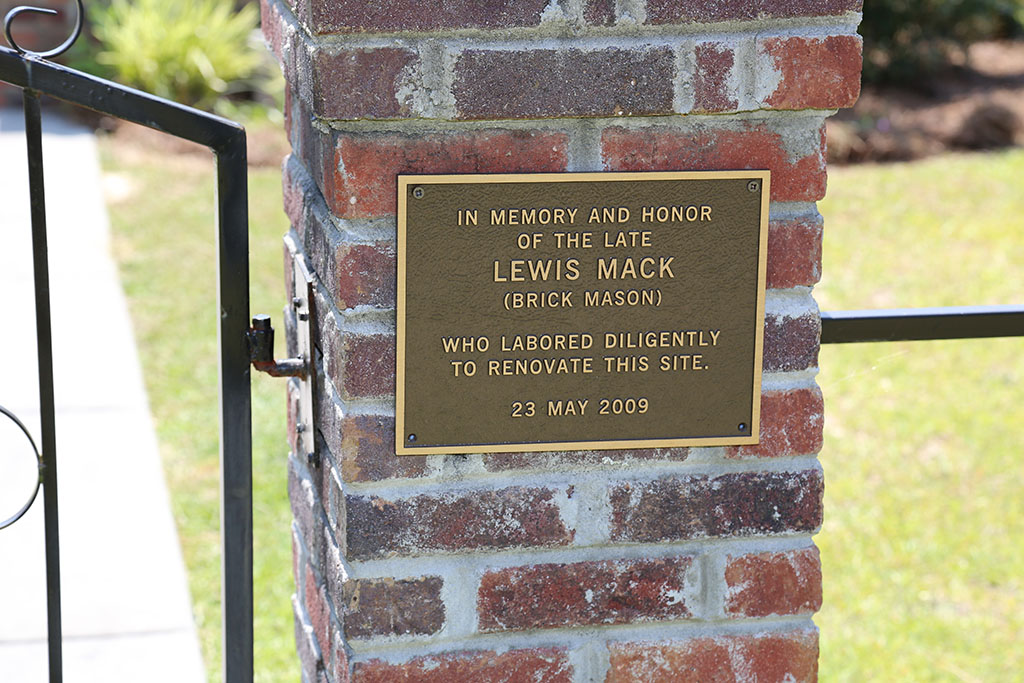 IN MEMORY AND HONOR
OF THE LATE
LEWIS MACK
(BRICK MASON)
WHO LABORED DILIGENTLY
TO RENOVATE THIS SITE.
23 MAY 2009